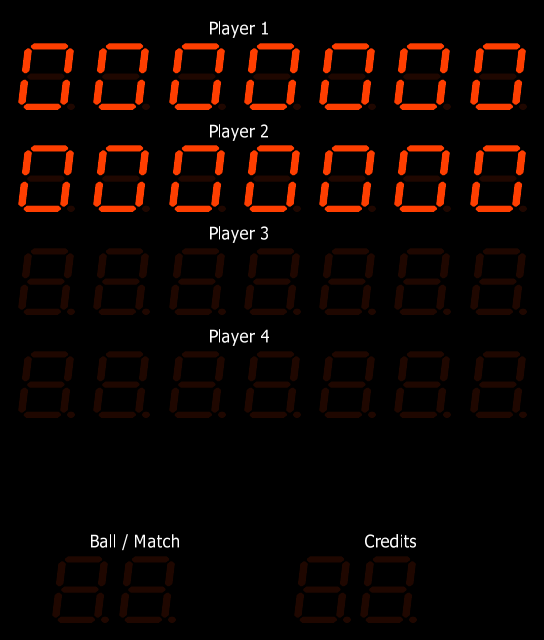 Player 1
0000000
Player 2
0000000
Player 3
Player 4
Ball / Match Credits